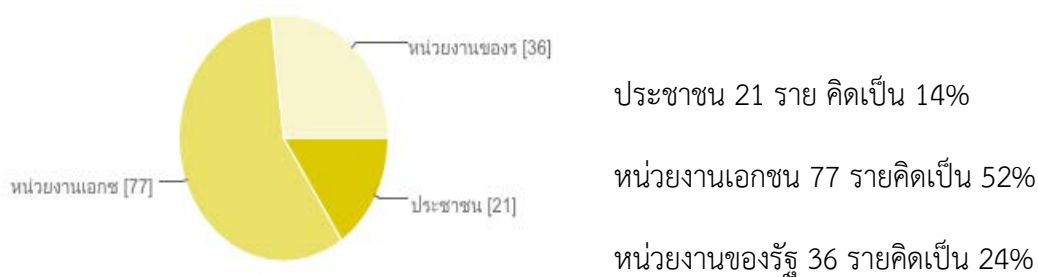 หน่วยงานของร [36]
ประชาชน 21 ราย คิดเป็น 14%
หน่วยงานเอกชน 77 รายคิดเป็น 52%
หน่วยงานเอกช [77]
ประชาชน [21]
หน่วยงานของรัฐ 36 รายคิดเป็น 24%